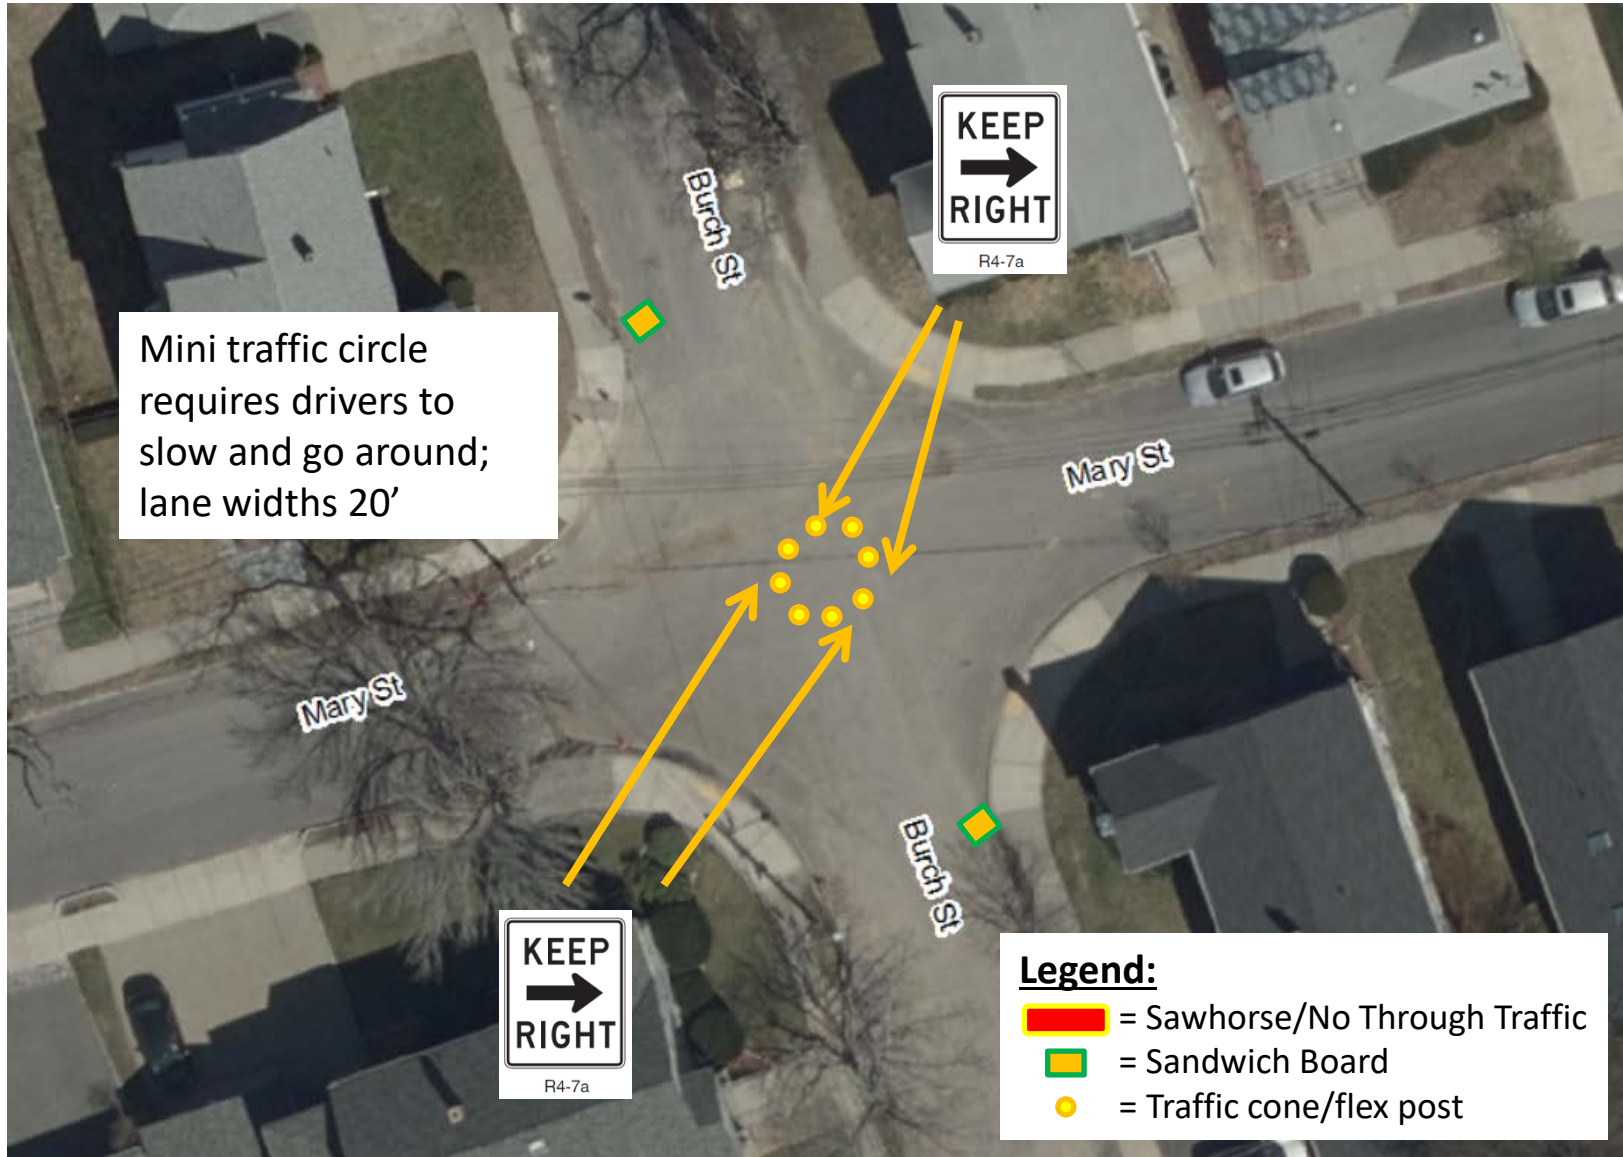 Burch St
KEEP
RIGHT
R4-7a
Mini traffic circle
requires drivers to
slow and go around;
lane widths 20’
Mary St
Mary St
Burch St
KEEP
RIGHT
R4-7a
Legend:
= Sawhorse/No Through Traffic
= Sandwich Board
= Traffic cone/flex post